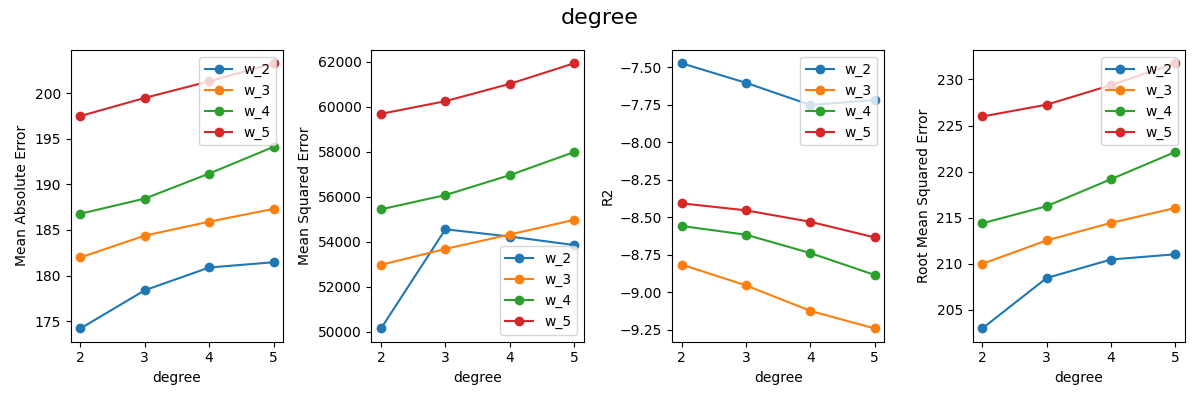 degree
Mean Absolute Error
200
195
190
185
180
175
2 3 4 5
degree
w_2
w_3
w_4
w_5
Mean Squared Error
62000
60000
58000
56000
54000
52000
50000
2 3 4 5
degree
w_2
w_3
w_4
w_5
R2
−7.50
−7.75
−8.00
−8.25
−8.50
−8.75
−9.00
−9.25
2 3 4 5
degree
w_2
w_3
w_4
w_5
Root Mean Squared Error
230
225
220
215
210
205
2 3 4 5
degree
w_2
w_3
w_4
w_5